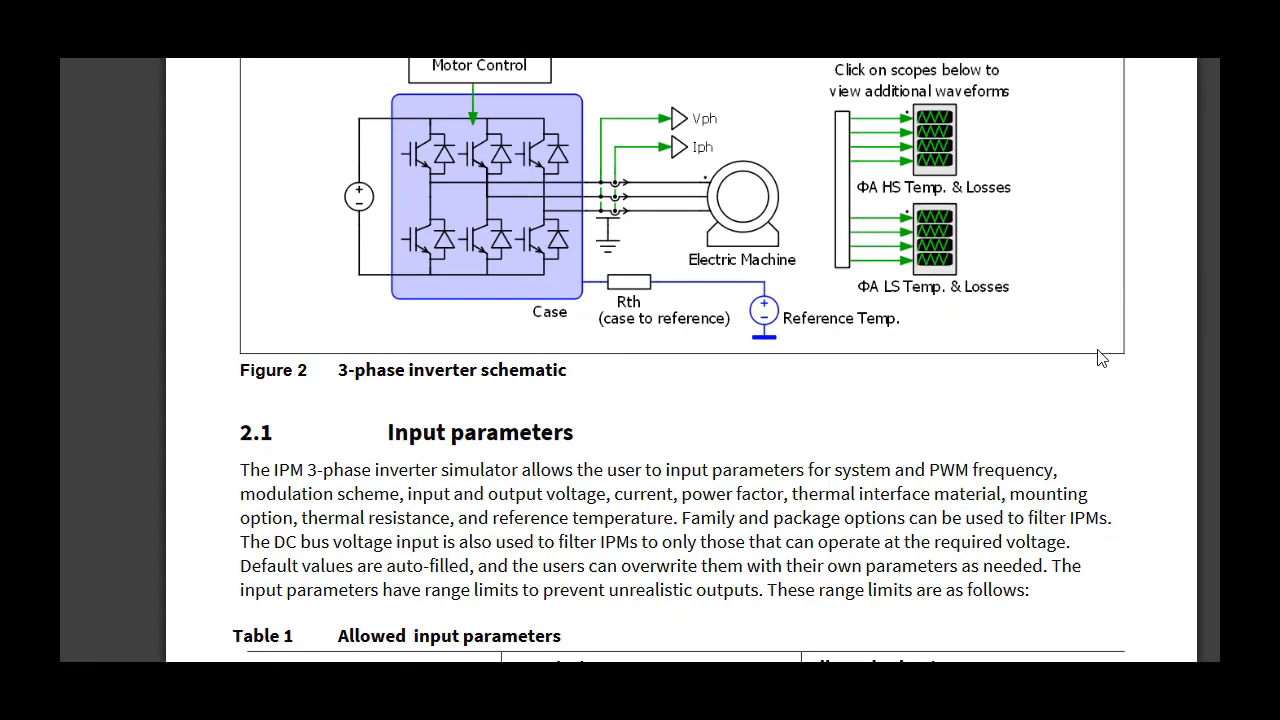 Motor Control
Click on scopes below to
view additional waveforms
Vph
Iph
ΦA HS Temp. & Losses
Electric Machine
ΦA LS Temp. & Losses
Rth
Case
(case to reference)
Reference Temp.
Figure 2 3-phase inverter schematic
2.1 Input parameters
The IPM 3-phase inverter simulator allows the user to input parameters for system and PWM frequency,
modulation scheme, input and output voltage, current, power factor, thermal interface material, mounting
option, thermal resistance, and reference temperature. Family and package options can be used to filter IPMs.
The DC bus voltage input is also used to filter IPMs to only those that can operate at the required voltage.
Default values are auto-filled, and the users can overwrite them with their own parameters as needed. The
input parameters have range limits to prevent unrealistic outputs. These range limits are as follows:
Table 1 Allowed input parameters